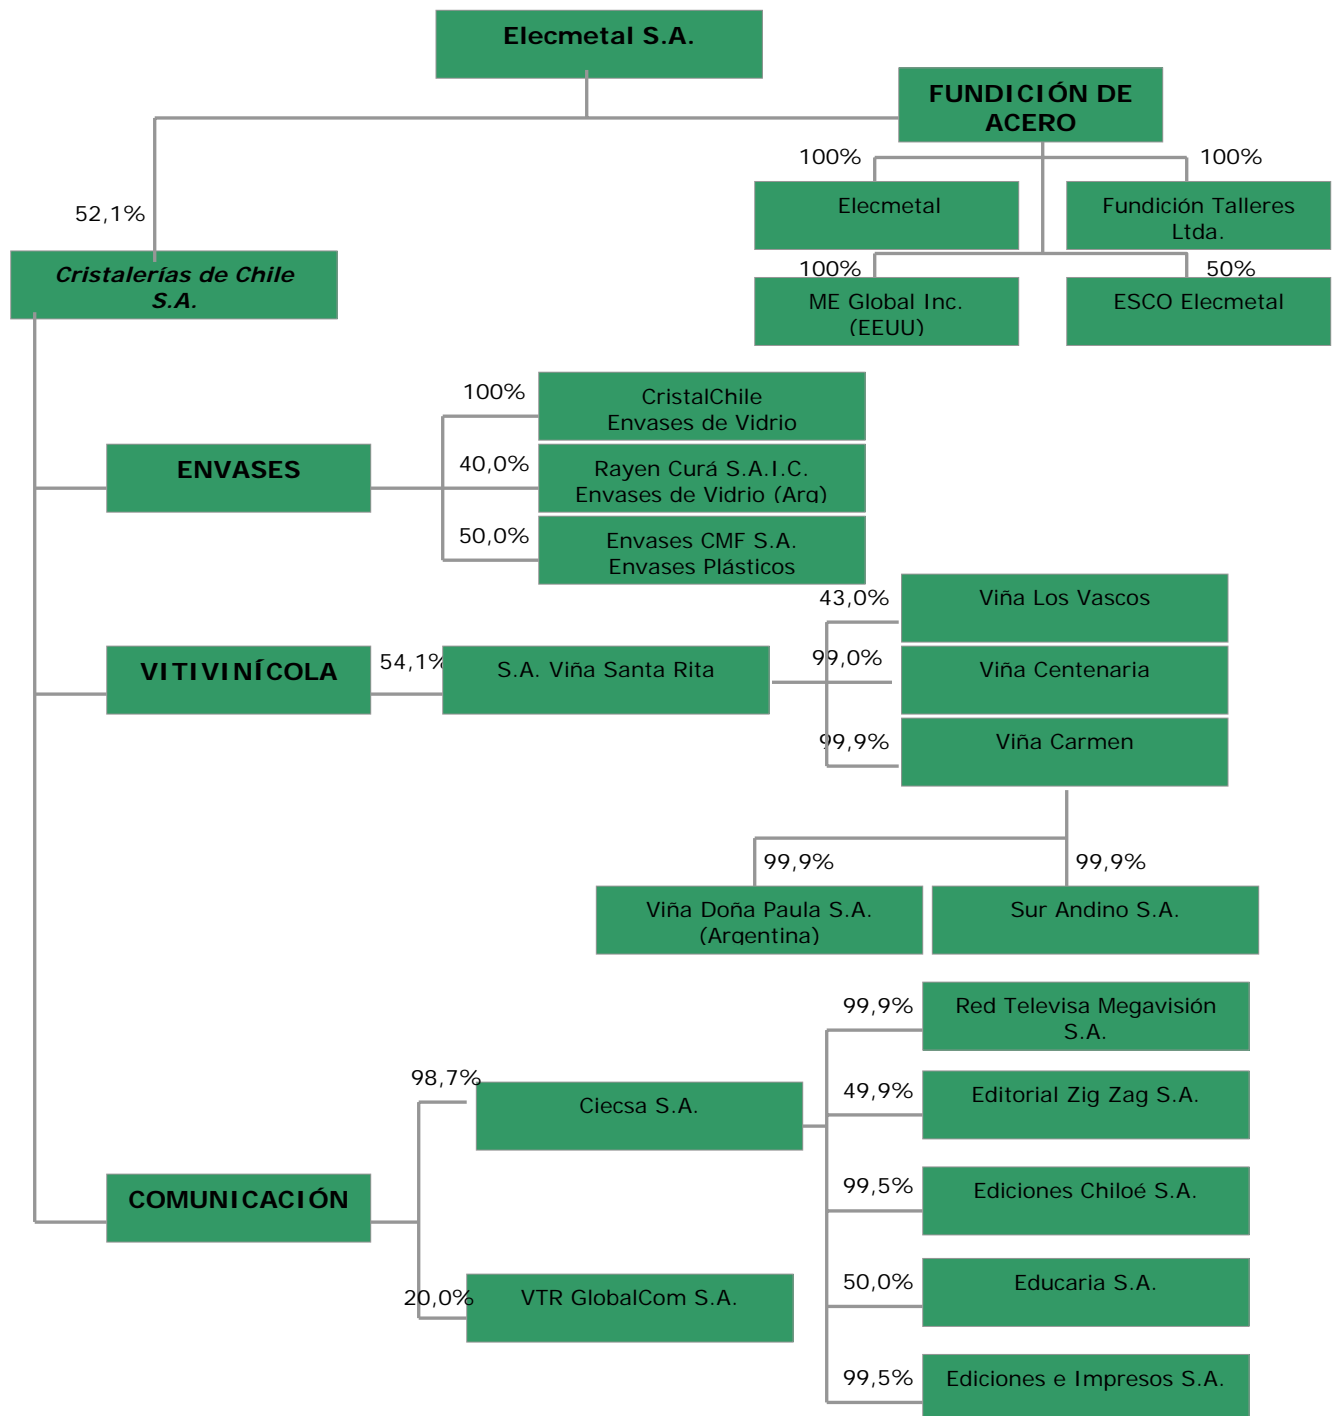 Elecmetal S.A.
FUNDICIÓN DE
ACERO
100%
100%
Elecmetal
Fundición Talleres
Ltda.
52,1%
Cristalerías de Chile
S.A.
100%
50%
ME Global Inc.
(EEUU)
ESCO Elecmetal
ENVASES
100%
CristalChile
Envases de Vidrio
40,0%
Rayen Curá S.A.I.C.
Envases de Vidrio (Arg)
50,0%
Envases CMF S.A.
Envases Plásticos
VITIVINÍCOLA
54,1%
S.A. Viña Santa Rita
43,0%
Viña Los Vascos
99,0%
Viña Centenaria
99,9%
Viña Carmen
99,9%
99,9%
Viña Doña Paula S.A.
(Argentina)
Sur Andino S.A.
COMUNICACIÓN
98,7%
Ciecsa S.A.
99,9%
Red Televisa Megavisión
S.A.
49,9%
Editorial Zig Zag S.A.
99,5%
Ediciones Chiloé S.A.
50,0%
Educaria S.A.
99,5%
Ediciones e Impresos S.A.
20,0%
VTR GlobalCom S.A.